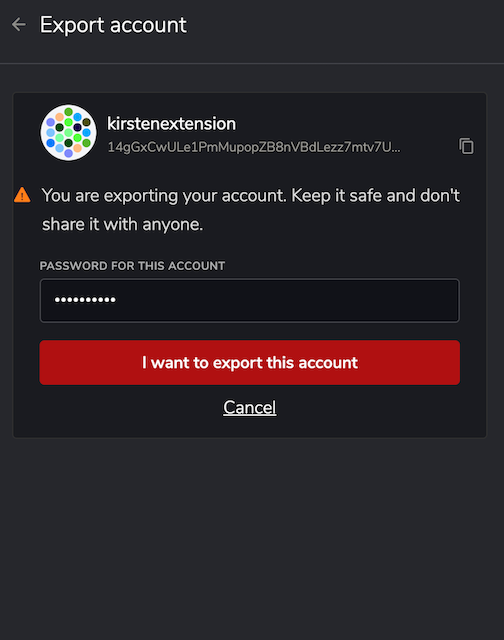 Export account
kirstenextension
14gGxCwULe1PmMupopZB8nVBdLezz7mtv7U...
You are exporting your account. Keep it safe and don't
share it with anyone.
PASSWORD FOR THIS ACCOUNT
••••••••••
I want to export this account
Cancel